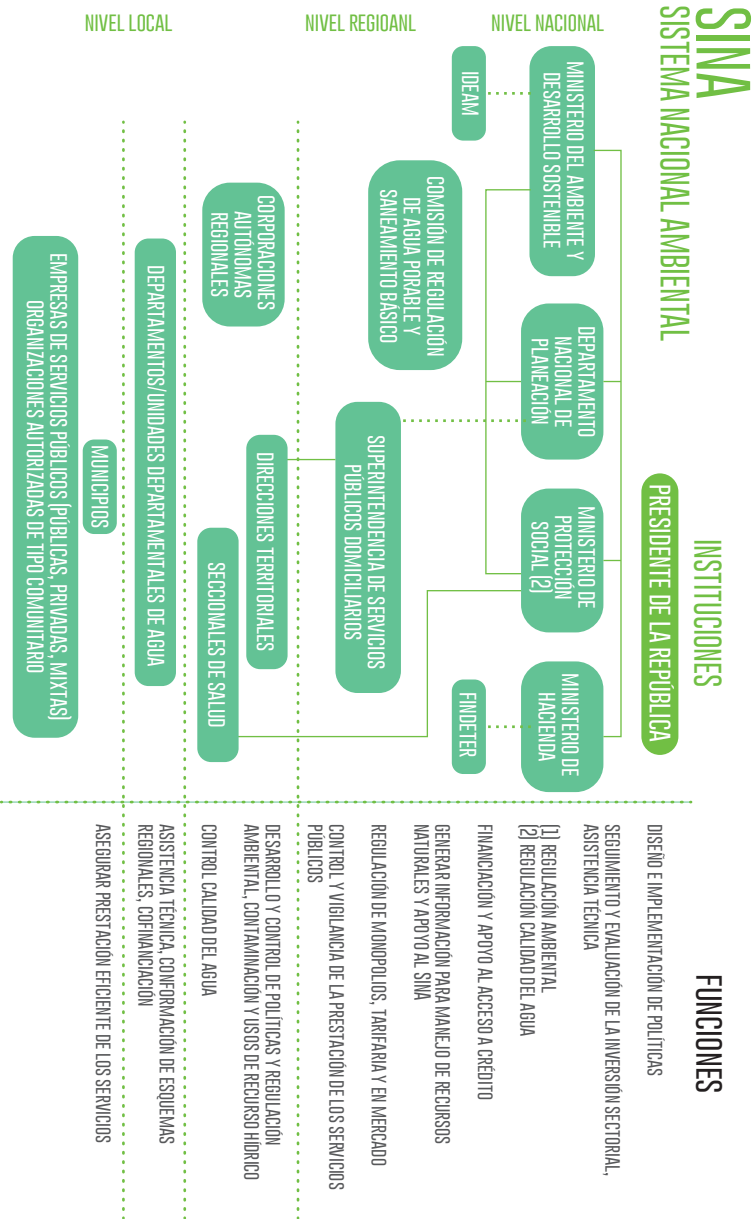 SINA
SISTEMA NACIONAL AMBIENTAL
INSTITUCIONES
FUNCIONES
PRESIDENTE DE LA REPÚBLICA
NIVEL NACIONAL
MINISTERIO DEL AMBIENTE Y
DESARROLLO SOSTENIBLE
DEPARTAMENTO
NACIONAL DE
PLANEACIÓN
MINISTERIO DE
PROTECCIÓN
SOCIAL (2)
MINISTERIO DE
HACIENDA
IDEAM
FINDETER
NIVEL REGIOANL
COMISIÓN DE REGULACIÓN
DE AGUA PORABLE Y
SANEAMIENTO BÁSICO
SUPERINTENDENCIA DE SERVICIOS
PÚBLICOS DOMICILIARIOS
CORPORACIONES
AUTÓNOMAS
REGIONALES
DIRECCIONES TERRITORIALES
SECCIONALES DE SALUD
NIVEL LOCAL
DEPARTAMENTOS/UNIDADES DEPARTAMENTALES DE AGUA
MUNICIPIOS
EMPRESAS DE SERVICIOS PÚBLICOS (PÚBLICAS, PRIVADAS, MIXTAS)
ORGANIZACIONES AUTORIZADAS DE TIPO COMUNITARIO
DISEÑO E IMPLEMENTACIÓN DE POLÍTICAS
SEGUIMIENTO Y EVALUACIÓN DE LA INVERSIÓN SECTORIAL,
ASISTENCIA TÉCNICA
(1) REGULACIÓN AMBIENTAL
(2) REGULACIÓN CALIDAD DEL AGUA
FINANCIACIÓN Y APOYO AL ACCESO A CRÉDITO
GENERAR INFORMACIÓN PARA MANEJO DE RECURSOS
NATURALES Y APOYO AL SINA
REGULACIÓN DE MONOPOLIOS, TARIFARIA Y EN MERCADO
CONTROL Y VIGILANCIA DE LA PRESTACIÓN DE LOS SERVICIOS
PÚBLICOS
DESARROLLO Y CONTROL DE POLÍTICAS Y REGULACIÓN
AMBIENTAL, CONTAMINACIÓN Y USOS DE RECURSO HÍDRICO
CONTROL CALIDAD DEL AGUA
ASISTENCIA TÉCNICA, CONFORMACIÓN DE ESQUEMAS
REGIONALES, COFINANCIACIÓN
ASEGURAR PRESTACIÓN EFICIENTE DE LOS SERVICIOS